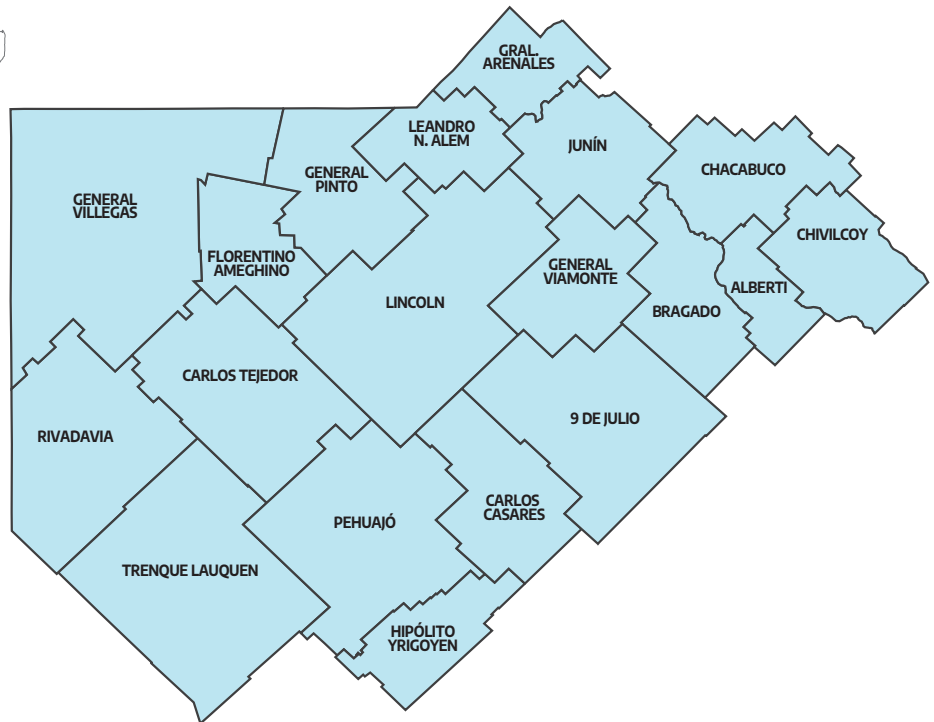 GRAL.
ARENALES
LEANDRO
N. ALEM
JUNÍN
CHACABUCO
GENERAL
PINTO
GENERAL
VILLEGAS
CHIVILCOY
FLORENTINO
AMEGHINO
GENERAL
VIAMONTE
ALBERTI
LINCOLN
BRAGADO
CARLOS TEJEDOR
9 DE JULIO
RIVADAVIA
CARLOS
CASARES
PEHUAJÓ
TRENQUE LAUQUEN
HIPÓLITO
YRIGOYEN